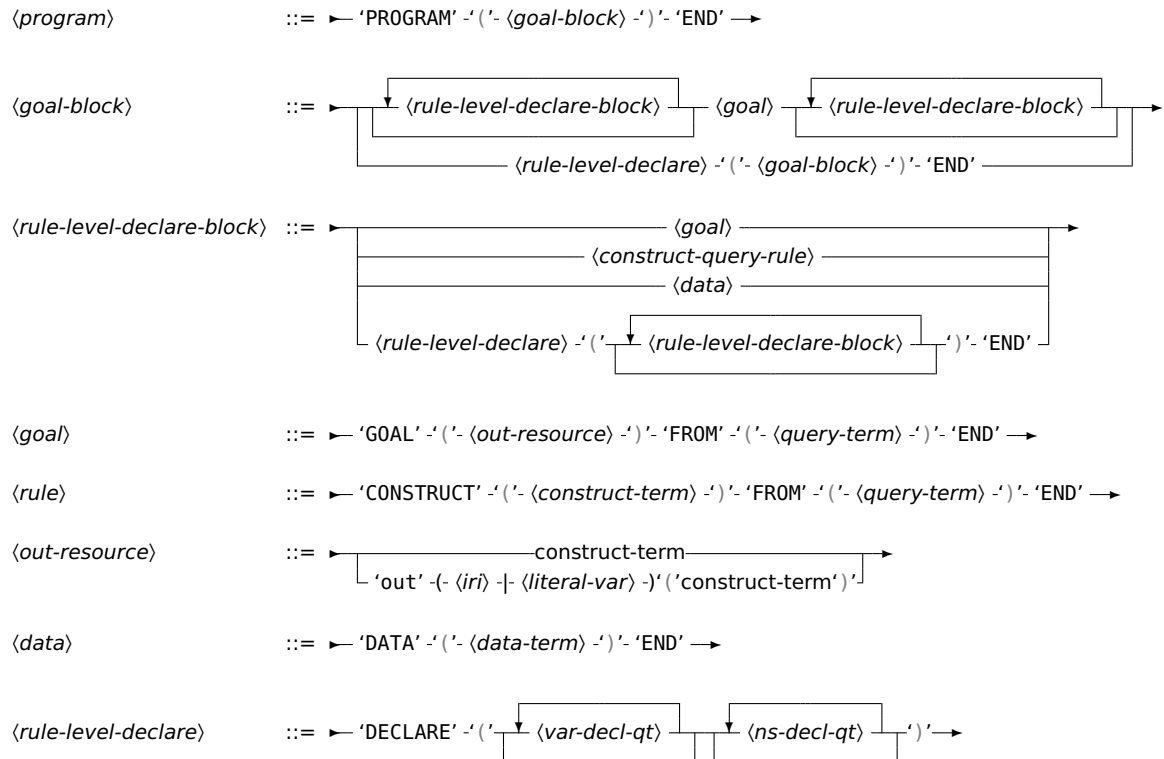 ⟨program⟩ ::= ‘PROGRAM’ ‘(’ ⟨goal-block⟩ ‘)’ ‘END’
⟨goal-block⟩ ::= ⟨rule-level-declare-block⟩ ⟨goal⟩ ⟨rule-level-declare-block⟩
⟨rule-level-declare⟩ ‘(’ ⟨goal-block⟩ ‘)’ ‘END’
⟨rule-level-declare-block⟩ ::= ⟨goal⟩
⟨construct-query-rule⟩
⟨data⟩
⟨rule-level-declare⟩ ‘(’ ⟨rule-level-declare-block⟩ ‘)’ ‘END’
⟨goal⟩ ::= ‘GOAL’ ‘(’ ⟨out-resource⟩ ‘)’ ‘FROM’ ‘(’ ⟨query-term⟩ ‘)’ ‘END’
⟨rule⟩ ::= ‘CONSTRUCT’ ‘(’ ⟨construct-term⟩ ‘)’ ‘FROM’ ‘(’ ⟨query-term⟩ ‘)’ ‘END’
⟨out-resource⟩ ::= construct-term
‘out’ (⟨iri⟩ | ⟨literal-var⟩ )‘(’construct-term‘)’
⟨data⟩ ::= ‘DATA’ ‘(’ ⟨data-term⟩ ‘)’ ‘END’
⟨rule-level-declare⟩ ::= ‘DECLARE’ ‘(’ ⟨var-decl-qt⟩ ⟨ns-decl-qt⟩ ‘)’